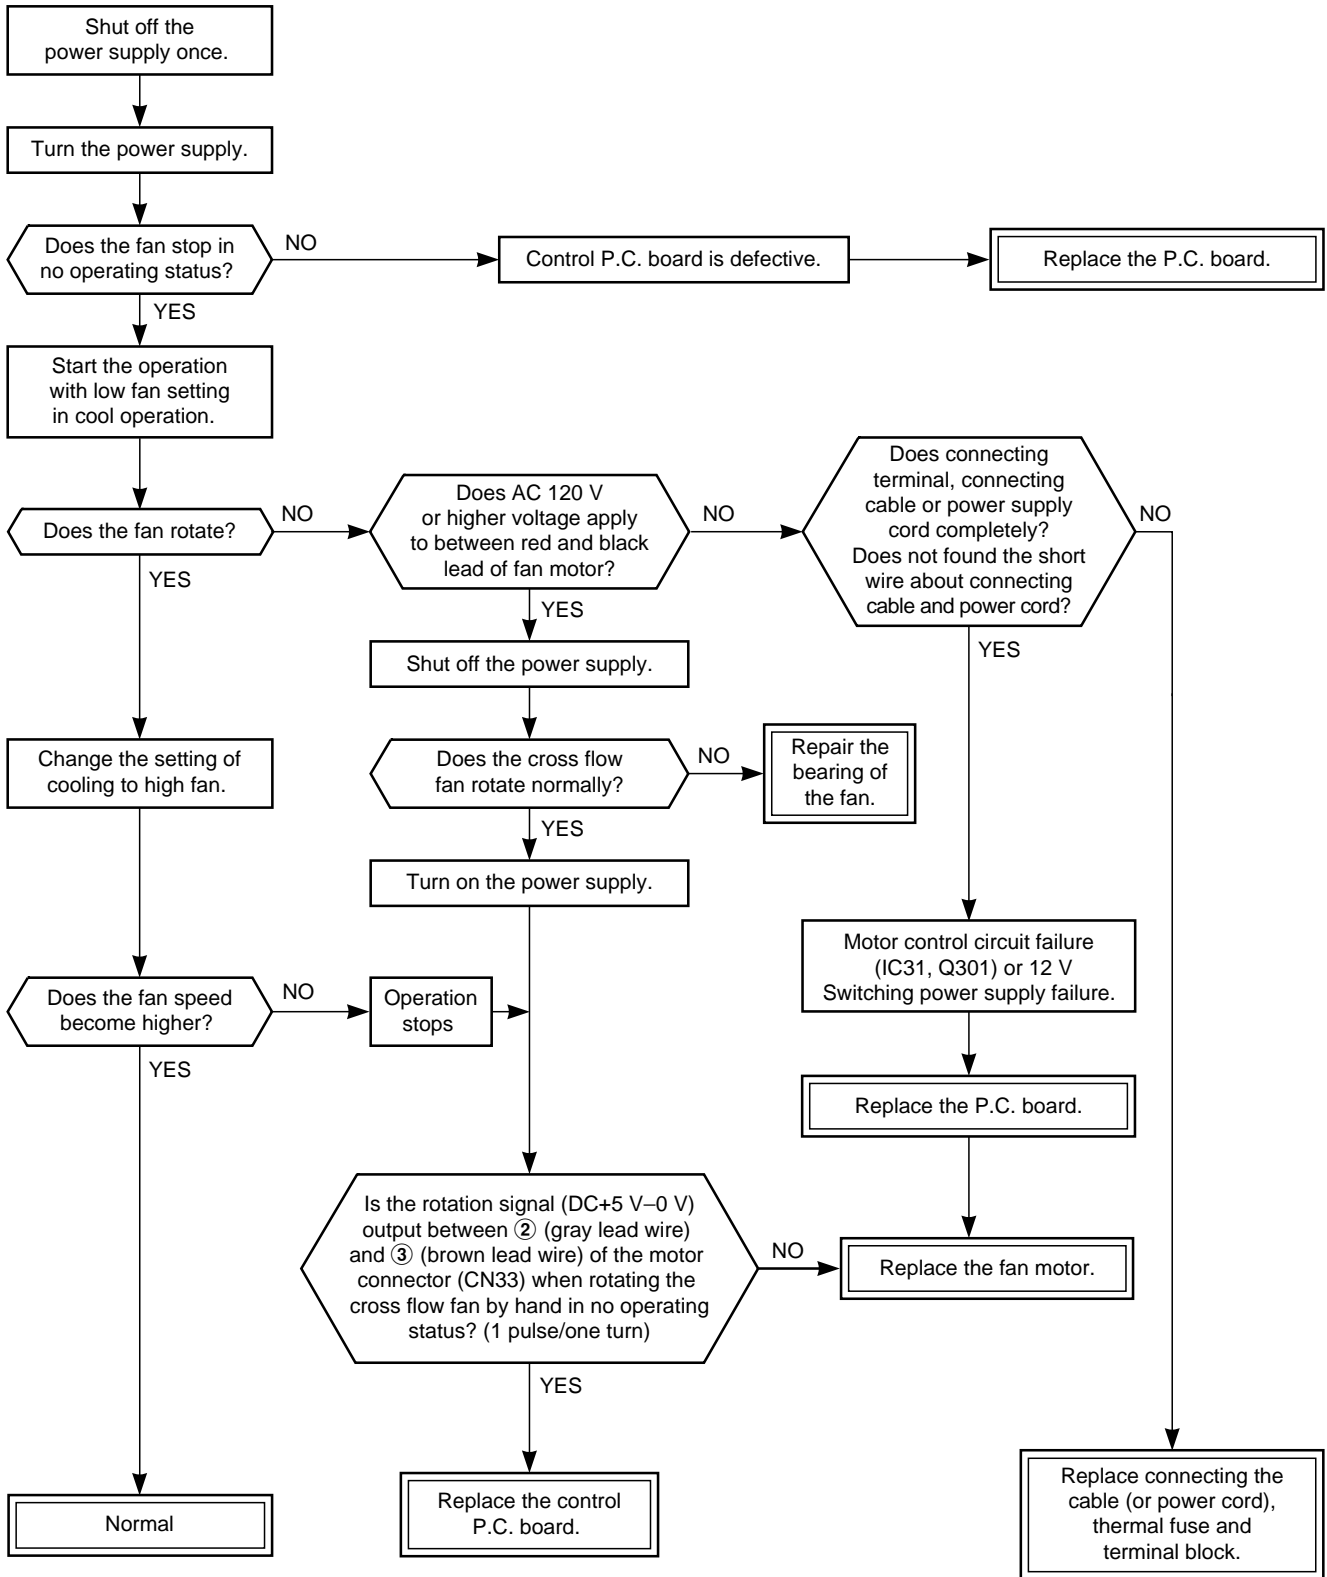 Shut off the
power supply once.
Turn the power supply.
Does the fan stop in
no operating status?
NO
Control P.C. board is defective.
Replace the P.C. board.
YES
Start the operation
with low fan setting
in cool operation.
Does the fan rotate?
NO
Does AC 120 V
or higher voltage apply
to between red and black
lead of fan motor?
NO
Does connecting
terminal, connecting
cable or power supply
cord completely?
Does not found the short
wire about connecting
cable and power cord?
NO
YES
YES
YES
Shut off the power supply.
Change the setting of
cooling to high fan.
Does the cross flow
fan rotate normally?
NO
Repair the
bearing of
the fan.
YES
Turn on the power supply.
Motor control circuit failure
(IC31, Q301) or 12 V
Switching power supply failure.
Does the fan speed
become higher?
NO
Operation
stops
YES
Replace the P.C. board.
Is the rotation signal (DC+5 V–0 V)
output between ② (gray lead wire)
and ③ (brown lead wire) of the motor
connector (CN33) when rotating the
cross flow fan by hand in no operating
status? (1 pulse/one turn)
NO
Replace the fan motor.
YES
Normal
Replace the control
P.C. board.
Replace connecting the
cable (or power cord),
thermal fuse and
terminal block.